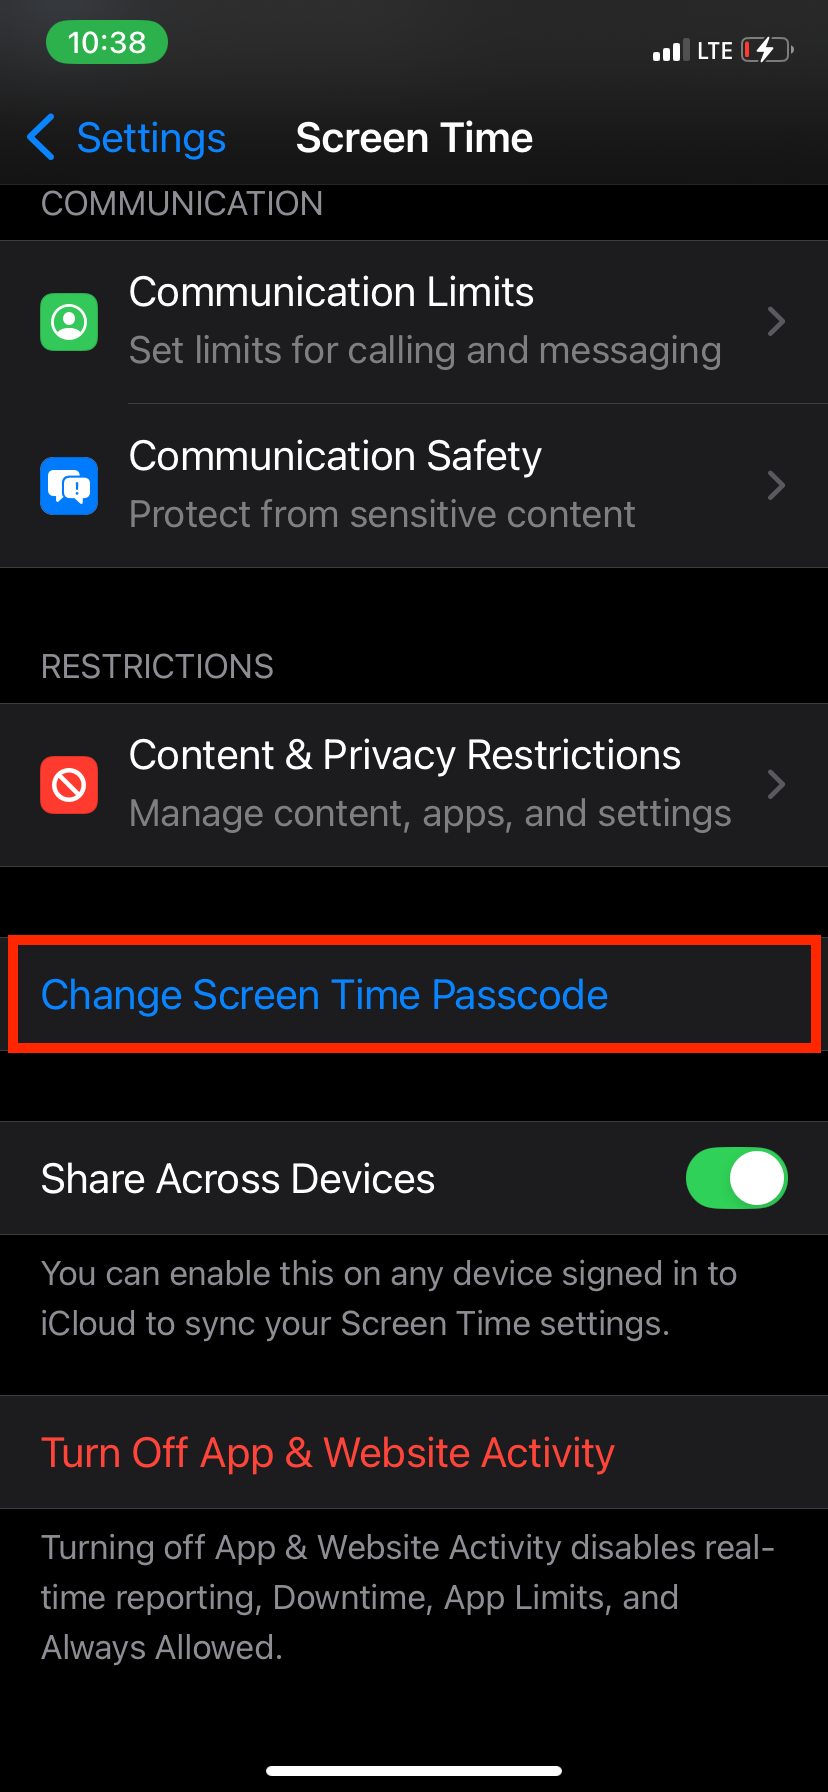 10:38
LTE
Settings
Screen Time
COMMUNICATION
Communication Limits
Set limits for calling and messaging
Communication Safety
Protect from sensitive content
RESTRICTIONS
Content & Privacy Restrictions
Manage content, apps, and settings
Change Screen Time Passcode
Share Across Devices
You can enable this on any device signed in to
iCloud to sync your Screen Time settings.
Turn Off App & Website Activity
Turning off App & Website Activity disables real-
time reporting, Downtime, App Limits, and
Always Allowed.